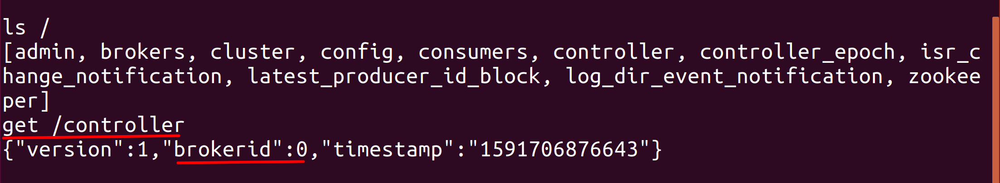 ls /
[admin, brokers, cluster, config, consumers, controller, controller_epoch, isr_c
hange_notification, latest_producer_id_block, log_dir_event_notification, zookee
per]
get /controller
{"version":1,"brokerid":0,"timestamp":"1591706876643"}